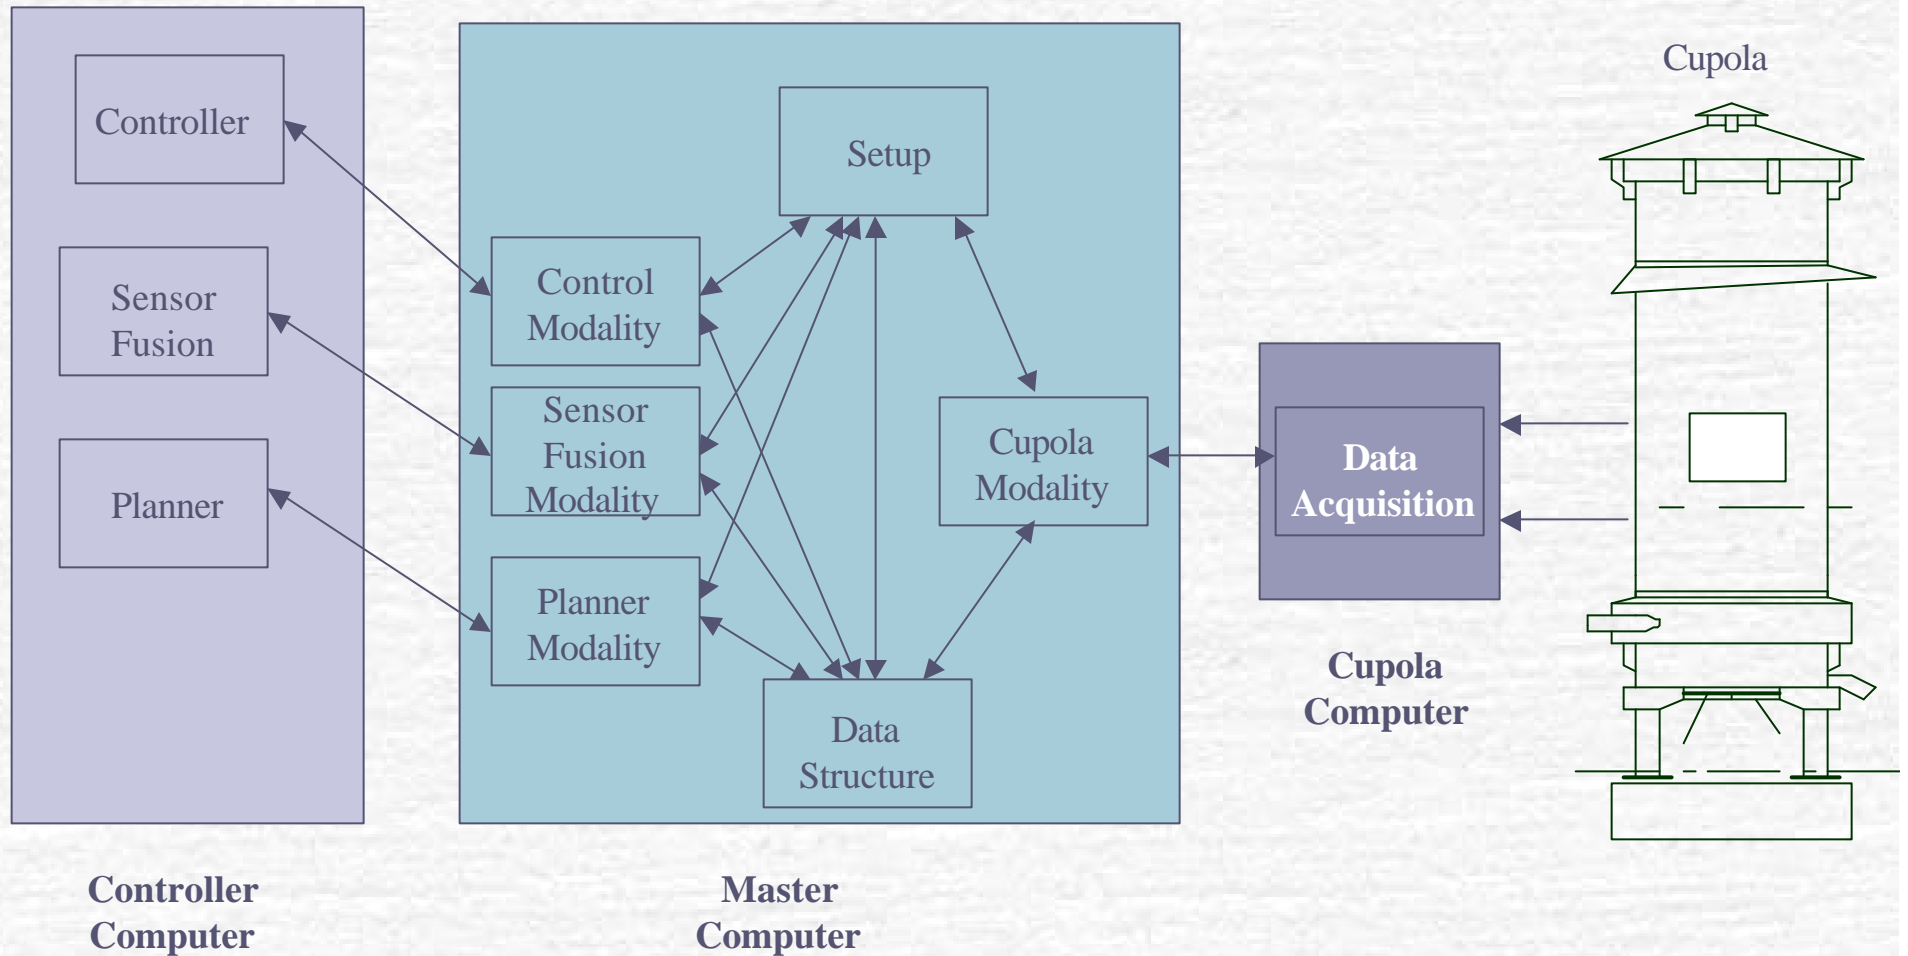 Controller
Sensor
Fusion
Planner
Controller
Computer
Setup
Control
Modality
Sensor
Fusion
Modality
Planner
Modality
Cupola
Modality
Data
Structure
Master
Computer
Data
Acquisition
Cupola
Computer
Cupola